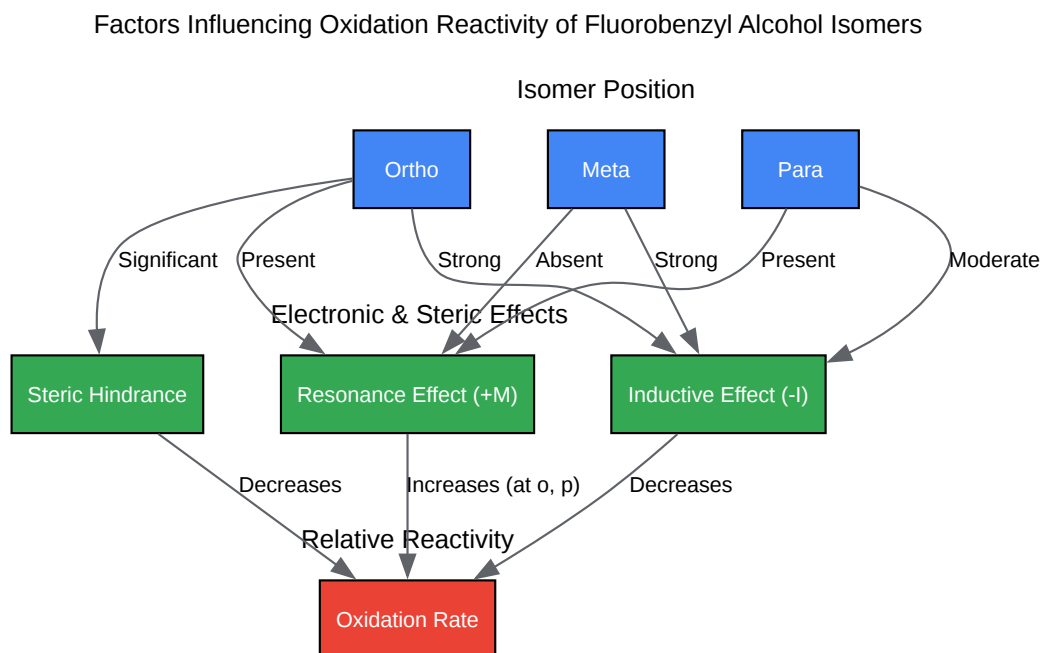 Factors Influencing Oxidation Reactivity of Fluorobenzyl Alcohol Isomers
Isomer Position
Ortho
Meta
Para
Significant
Present
Strong
Absent
Strong
Present
Moderate
Electronic & Steric Effects
Steric Hindrance
Resonance Effect (+M)
Inductive Effect (-I)
Decreases
Increases (at o, p)
Decreases
Relative Reactivity
Oxidation Rate